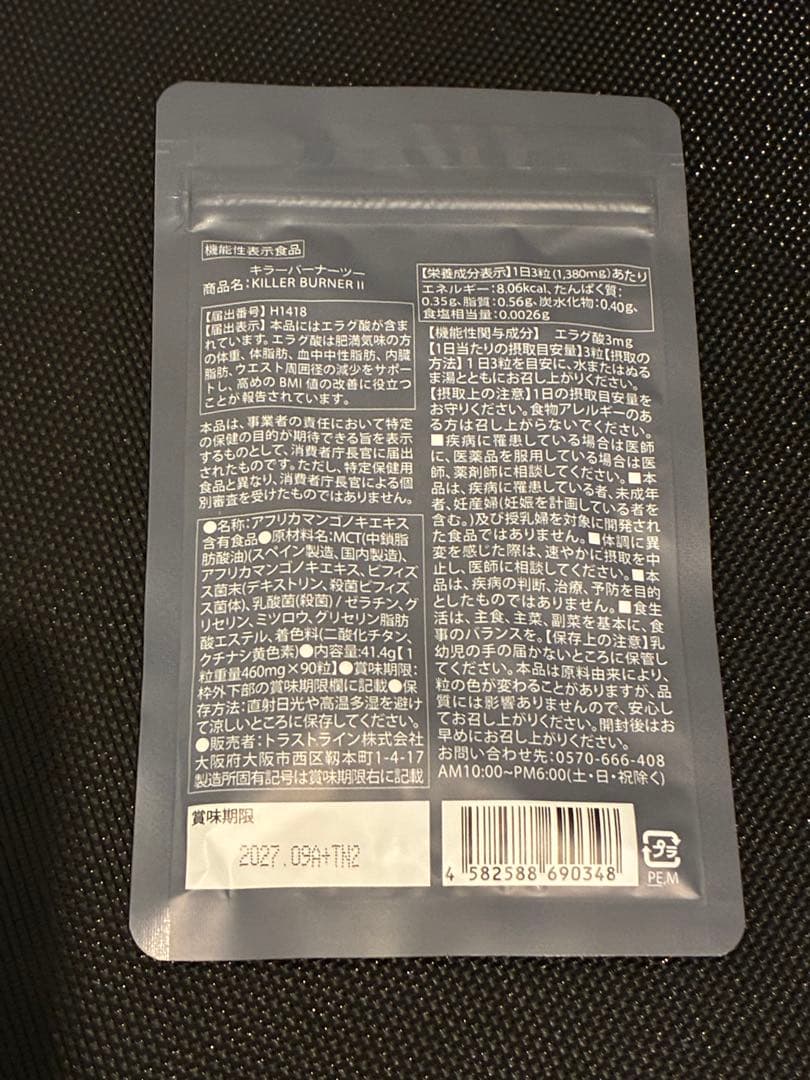 機能性表示食品
キラーバーナーツー
商品名:KILLER BURNER II
【届出番号】H1418
【届出表示】本品にはエラグ酸が含ま
れています。エラグ酸は肥満気味の方
の体重、体脂肪、血中中性脂肪、内臓
脂肪、ウエスト周囲径の減少をサポー
トし、高めのBMI値の改善に役立つ
ことが報告されています。
本品は、事業者の責任において特定
の保健の目的が期待できる旨を表示
するものとして、消費者庁長官に届出
されたものです。ただし、特定保健用
食品と異なり、消費者庁長官による個
別審査を受けたものではありません。
●名称:アフリカマンゴノキエキス
含有食品●原材料名:MCT(中鎖脂
肪酸油)(スペイン製造、国内製造)、
アフリカマンゴノキエキス、ビフィズ
ス菌末(デキストリン、殺菌ビフィズ
ス菌体)、乳酸菌(殺菌)/ゼラチン、グ
リセリン、ミツロウ、グリセリン脂肪
酸エステル、着色料(二酸化チタン、
クチナシ黄色素)●内容量:41.4g【1
粒重量460mg×90粒】●賞味期限:
枠外下部の賞味期限欄に記載●保
存方法:直射日光や高温多湿を避け
て涼しいところに保存してください。
●販売者:トラストライン株式会社
大阪府大阪市西区靱本町1-4-17
製造所固有記号は賞味期限右に記載
【栄養成分表示】1日3粒(1,380mg)あたり
エネルギー:8.06kcal、たんぱく質:
0.35g、脂質:0.56g、炭水化物:0.40g、
食塩相当量:0.0026g
【機能性関与成分】 エラグ酸3mg
【1日当たりの摂取目安量】3粒【摂取の
方法】1日3粒を目安に、水またはぬる
ま湯とともにお召し上がりください。
【摂取上の注意】1日の摂取目安量を
お守りください。食物アレルギーのあ
る方は召し上がらないでください。
■疾病に罹患している場合は医師
に、医薬品を服用している場合は医
師、薬剤師に相談してください。■本
品は、疾病に罹患している者、未成年
者、妊産婦(妊娠を計画している者を
含む。)及び授乳婦を対象に開発され
た食品ではありません。■体調に異
変を感じた際は、速やかに摂取を中
止し、医師に相談してください。■本
品は、疾病の診断、治療、予防を目的
としたものではありません。■食生
活は、主食、主菜、副菜を基本に、食
事のバランスを。【保存上の注意】乳
幼児の手の届かないところに保管し
てください。本品は原料由来により、
粒の色が変わることがありますが、品
質には影響ありませんので、安心し
てお召し上がりください。開封後はお
早めにお召し上がりください。
お問い合わせ先:0570-666-408
AM10:00~PM6:00(土・日・祝除く)
賞味期限
2027.09A+TN2
4 582588 690348
プラ
PE,M